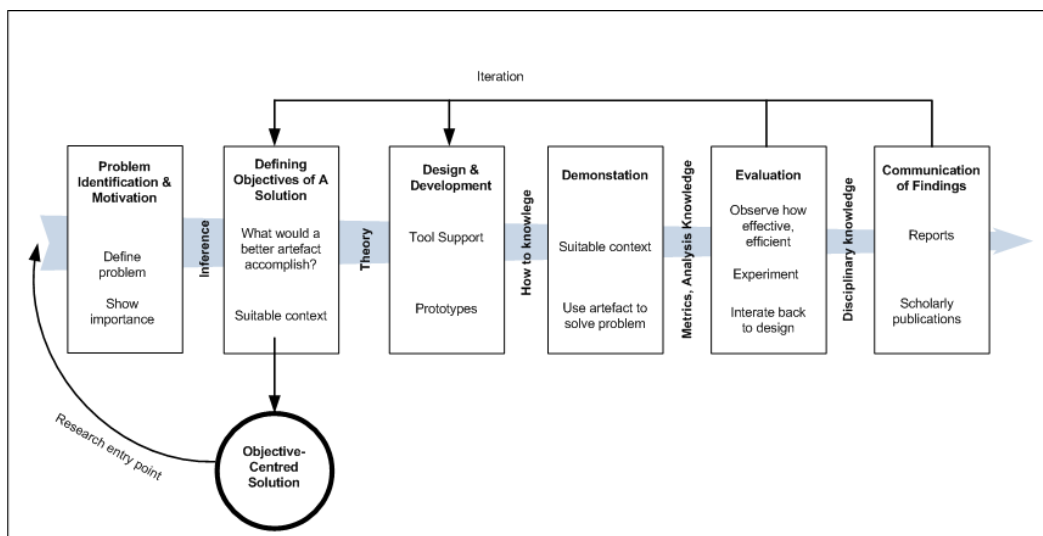 Iteration
Problem
Identification &
Motivation
Define
problem
Show
importance
Inference
Defining
Objectives of A
Solution
What would a
better artefact
accomplish?
Suitable context
Theory
Design &
Development
Tool Support
Prototypes
How to knowlege
Demonstation
Suitable context
Use artefact to
solve problem
Metrics, Analysis Knowledge
Evaluation
Observe how
effective,
efficient
Experiment
Interate back
to design
Disciplinary knowledge
Communication
of Findings
Reports
Scholarly
publications
Research entry point
Objective-
Centred
Solution